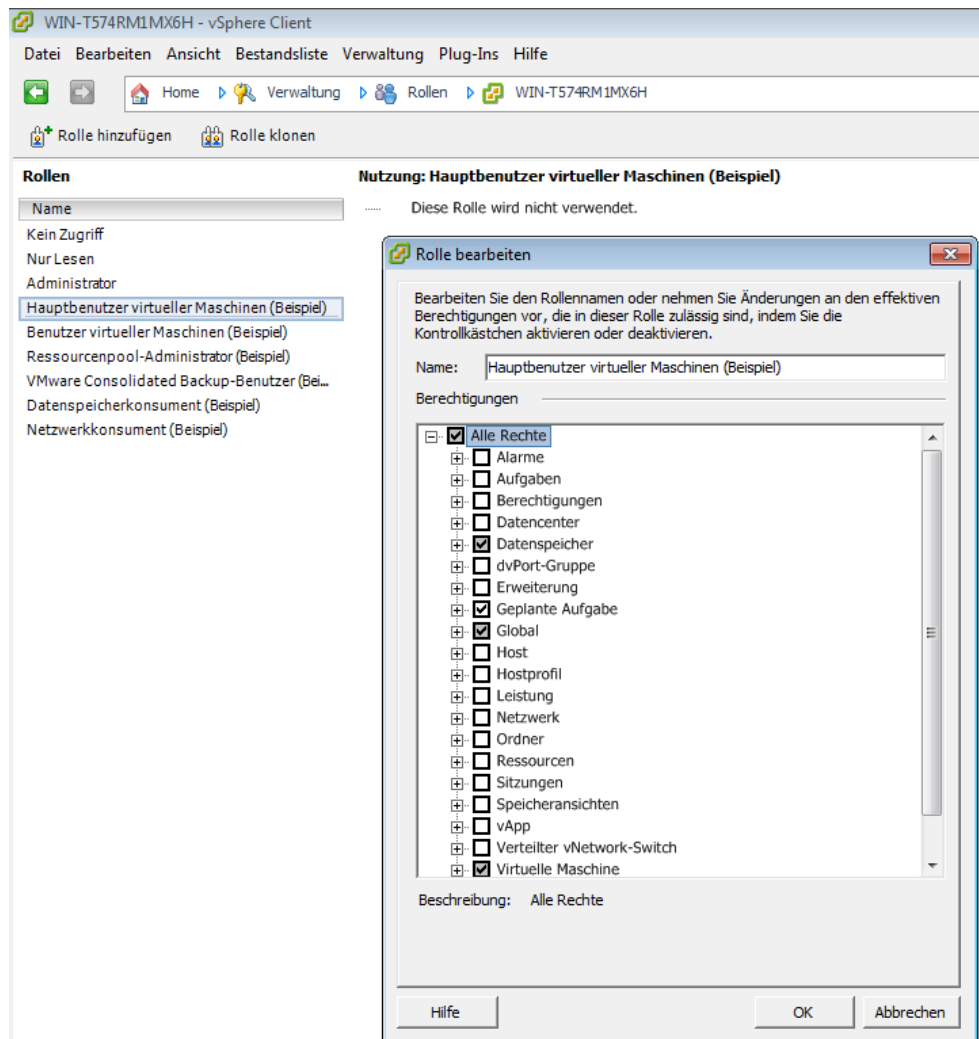 WIN-T574RM1MX6H - vSphere Client
Datei Bearbeiten Ansicht Bestandsliste Verwaltung Plug-Ins Hilfe
Home Verwaltung Rollen WIN-T574RM1MX6H
Rolle hinzufügen Rolle klonen
Rollen
Name
Kein Zugriff
Nur Lesen
Administrator
Hauptbenutzer virtueller Maschinen (Beispiel)
Benutzer virtueller Maschinen (Beispiel)
Ressourcenpool-Administrator (Beispiel)
VMware Consolidated Backup-Benutzer (Bei...
Datenspeicherkonsument (Beispiel)
Netzwerkkonsument (Beispiel)
Nutzung: Hauptbenutzer virtueller Maschinen (Beispiel)
Diese Rolle wird nicht verwendet.
Rolle bearbeiten
Bearbeiten Sie den Rollennamen oder nehmen Sie Änderungen an den effektiven
Berechtigungen vor, die in dieser Rolle zulässig sind, indem Sie die
Kontrollkästchen aktivieren oder deaktivieren.
Name: Hauptbenutzer virtueller Maschinen (Beispiel)
Berechtigungen
Alle Rechte
Alarme
Aufgaben
Berechtigungen
Datencenter
Datenspeicher
dvPort-Gruppe
Erweiterung
Geplante Aufgabe
Global
Host
Hostprofil
Leistung
Netzwerk
Ordner
Ressourcen
Sitzungen
Speicheransichten
vApp
Verteilter vNetwork-Switch
Virtuelle Maschine
Beschreibung: Alle Rechte
Hilfe OK Abbrechen